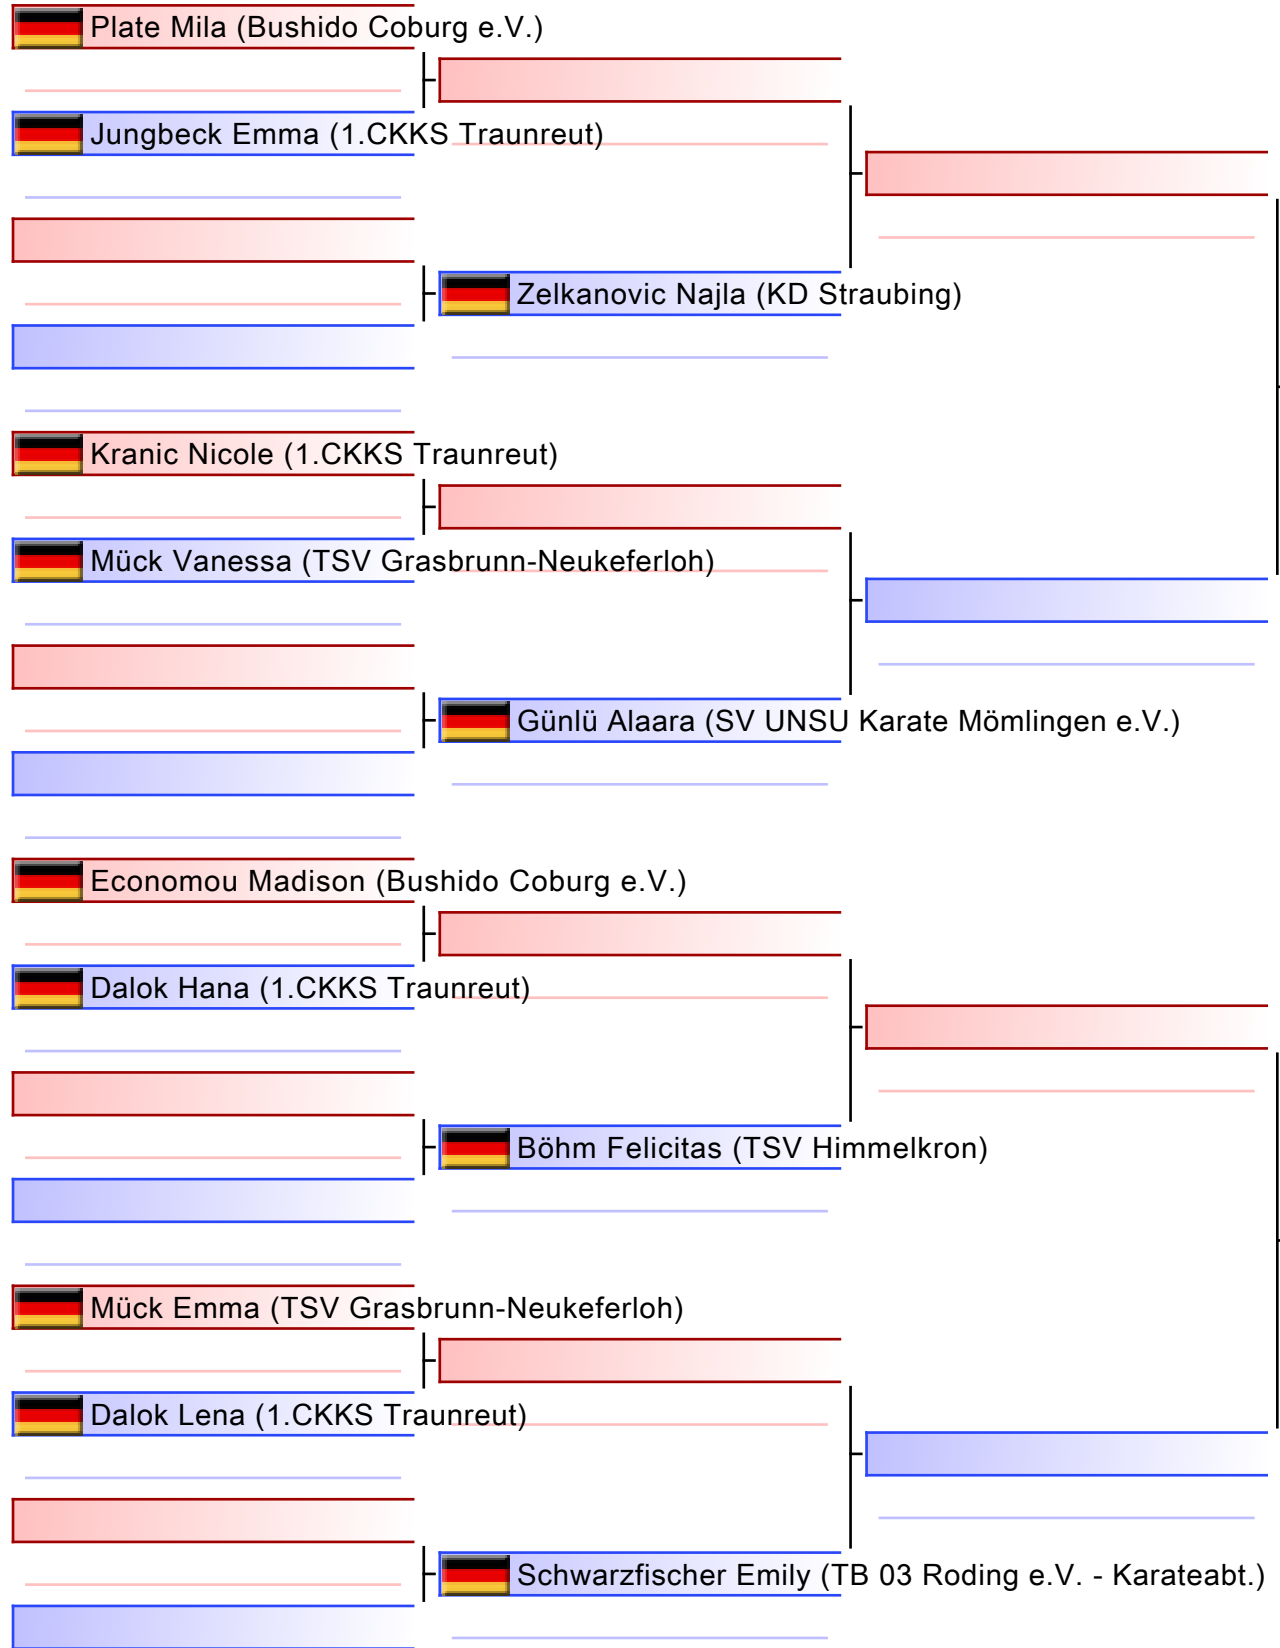 Plate Mila (Bushido Coburg e.V.)
Jungbeck Emma (1.CKKS Traunreut)
Zelkanovic Najla (KD Straubing)
Kranic Nicole (1.CKKS Traunreut)
Mück Vanessa (TSV Grasbrunn-Neukeferloh)
Günlü Alaara (SV UNSU Karate Mömlingen e.V.)
Economou Madison (Bushido Coburg e.V.)
Dalok Hana (1.CKKS Traunreut)
Böhm Felicitas (TSV Himmelkron)
Mück Emma (TSV Grasbrunn-Neukeferloh)
Dalok Lena (1.CKKS Traunreut)
Schwarzfischer Emily (TB 03 Roding e.V. - Karateabt.)